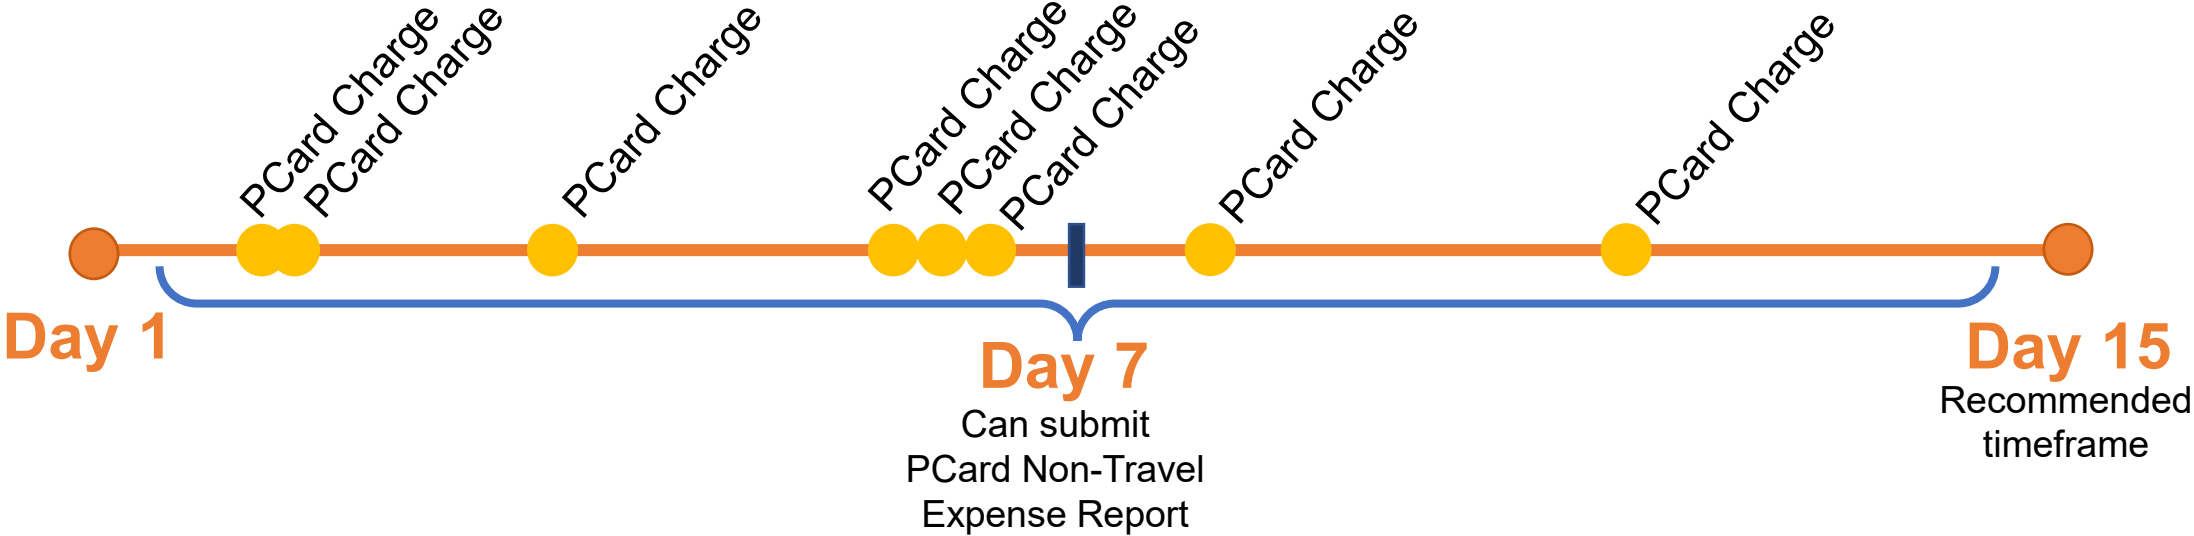 PCard Charge
PCard Charge
PCard Charge
PCard Charge
PCard Charge
PCard Charge
PCard Charge
PCard Charge
Day 1
Day 7
Can submit
PCard Non-Travel
Expense Report
Day 15
Recommended
timeframe